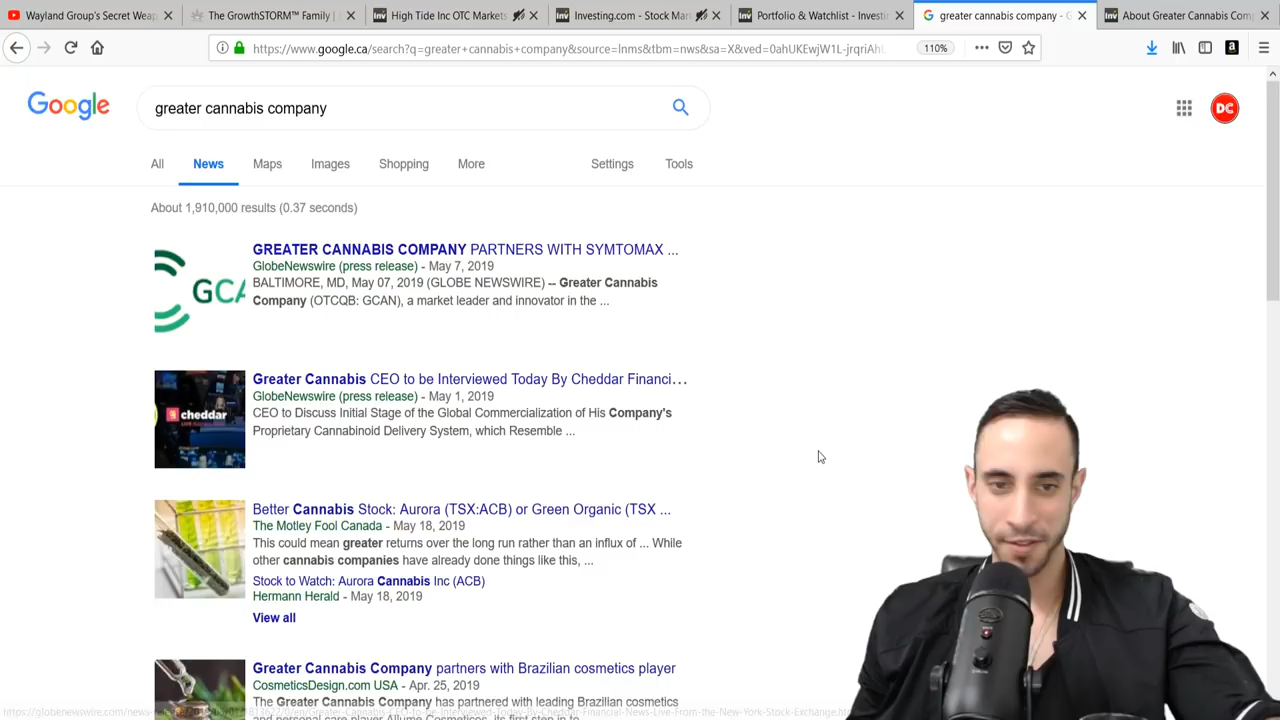 Wayland Group's Secret Weap
The GrowthSTORM™ Family |
High Tide Inc OTC Markets
Investing.com - Stock Mar
Portfolio & Watchlist - Investi
greater cannabis company - G
About Greater Cannabis Comp
https://www.google.ca/search?q=greater+cannabis+company&source=lnms&tbm=nws&sa=X&ved=0ahUKEwjW1L-jrqriAhL
110%
Google
greater cannabis company
DC
All News Maps Images Shopping More Settings Tools
About 1,910,000 results (0.37 seconds)
GREATER CANNABIS COMPANY PARTNERS WITH SYMTOMAX ...
GlobeNewswire (press release) - May 7, 2019
BALTIMORE, MD, May 07, 2019 (GLOBE NEWSWIRE) -- Greater Cannabis
Company (OTCQB: GCAN), a market leader and innovator in the ...
GCA
Greater Cannabis CEO to be Interviewed Today By Cheddar Financi...
GlobeNewswire (press release) - May 1, 2019
CEO to Discuss Initial Stage of the Global Commercialization of His Company's
Proprietary Cannabinoid Delivery System, which Resemble ...
cheddar
Better Cannabis Stock: Aurora (TSX:ACB) or Green Organic (TSX ...
The Motley Fool Canada - May 18, 2019
This could mean greater returns over the long run rather than an influx of ... While
other cannabis companies have already done things like this, ...
Stock to Watch: Aurora Cannabis Inc (ACB)
Hermann Herald - May 18, 2019
View all
Greater Cannabis Company partners with Brazilian cosmetics player
CosmeticsDesign.com USA - Apr. 25, 2019
The Greater Cannabis Company has partnered with leading Brazilian cosmetics